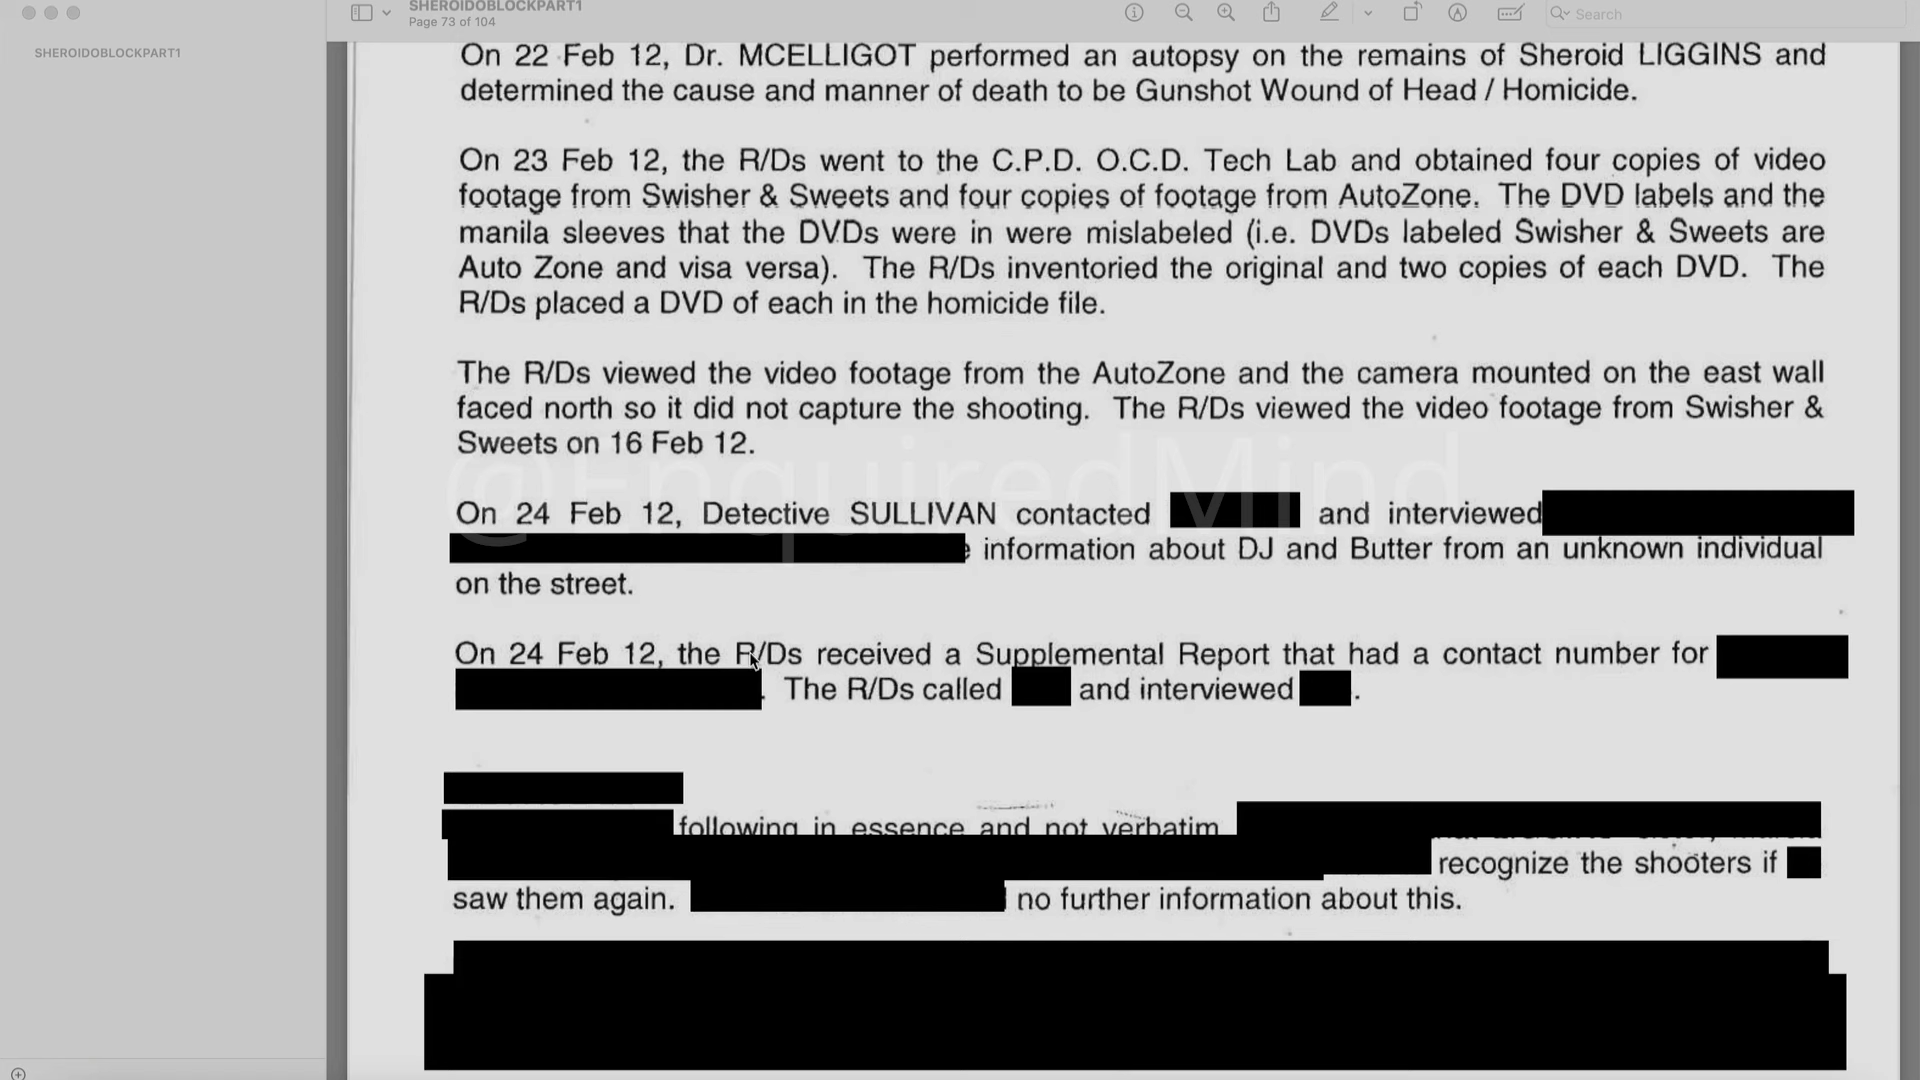 SHEROIDOBLOCKPART1
Page 73 of 104
Search
SHEROIDOBLOCKPART1
On 22 Feb 12, Dr. MCELLIGOT performed an autopsy on the remains of Sheroid LIGGINS and
determined the cause and manner of death to be Gunshot Wound of Head / Homicide.
On 23 Feb 12, the R/Ds went to the C.P.D. O.C.D. Tech Lab and obtained four copies of video
footage from Swisher & Sweets and four copies of footage from AutoZone. The DVD labels and the
manila sleeves that the DVDs were in were mislabeled (i.e. DVDs labeled Swisher & Sweets are
Auto Zone and visa versa). The R/Ds inventoried the original and two copies of each DVD. The
R/Ds placed a DVD of each in the homicide file.
The R/Ds viewed the video footage from the AutoZone and the camera mounted on the east wall
faced north so it did not capture the shooting. The R/Ds viewed the video footage from Swisher &
Sweets on 16 Feb 12.
@EnquiredMind
On 24 Feb 12, Detective SULLIVAN contacted and interviewed
information about DJ and Butter from an unknown individual
on the street.
On 24 Feb 12, the R/Ds received a Supplemental Report that had a contact number for
. The R/Ds called and interviewed .
following in essence and not verbatim
recognize the shooters if
saw them again. no further information about this.